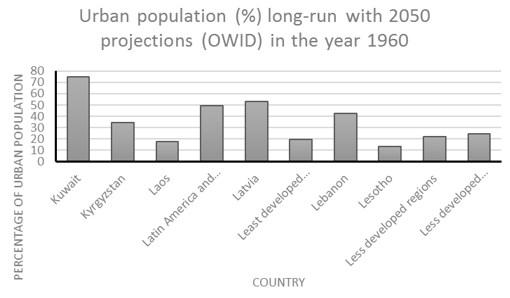 Urban population (%) long-run with 2050
projections (OWID) in the year 1960
PERCENTAGE OF URBAN POPULATION
80
70
60
50
40
30
20
10
0
Kuwait
Kyrgyzstan
Laos
Latin America and...
Latvia
Least developed...
Lebanon
Lesotho
Less developed regions
Less developed...
COUNTRY